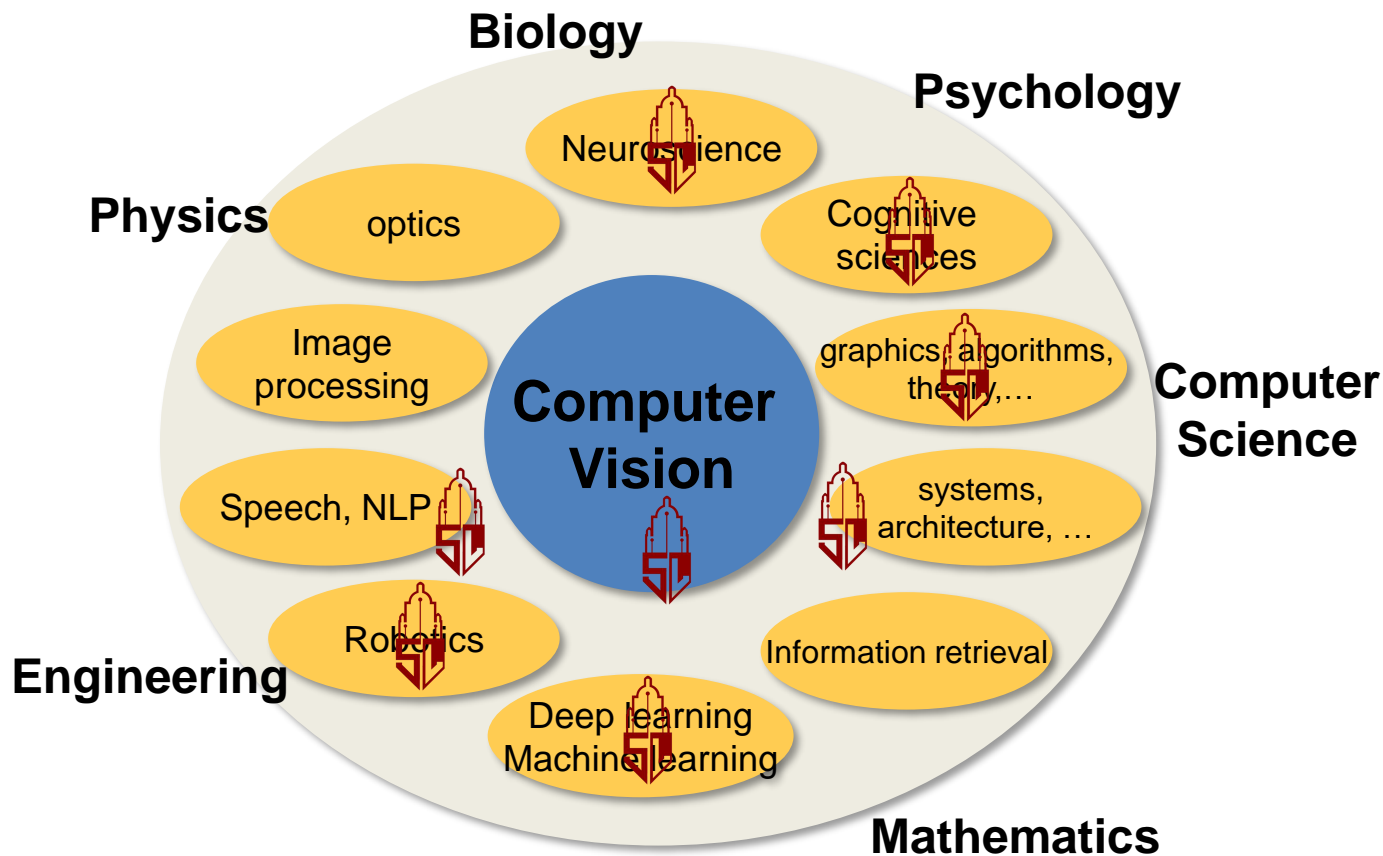 Biology
Psychology
Neuroscience
Physics
optics
Cognitive
sciences
Image
processing
graphics, algorithms,
theory,…
Computer
Science
Computer
Vision
Speech, NLP
systems,
architecture, …
Robotics
Information retrieval
Engineering
Deep learning
Machine learning
Mathematics